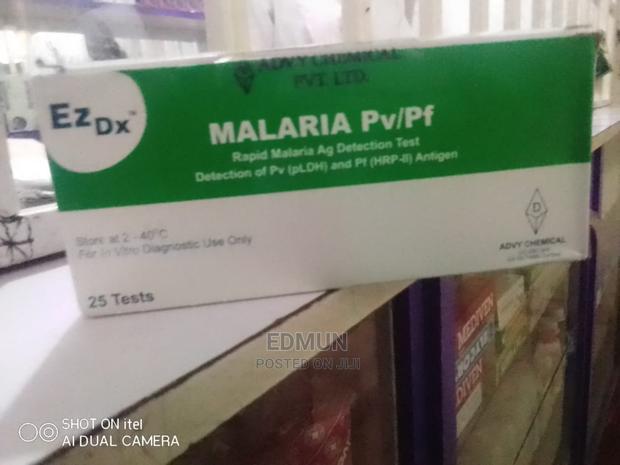 ADVY CHEMICAL
PVT. LTD.
Ez Dx™
MALARIA Pv/Pf
Rapid Malaria Ag Detection Test
Detection of Pv (pLDH) and Pf (HRP-II) Antigen
Store at 2 - 40°C
For In Vitro Diagnostic Use Only
25 Tests
D
ADVY CHEMICAL
EDMUN
POSTED ON JIJI
SHOT ON itel
AI DUAL CAMERA